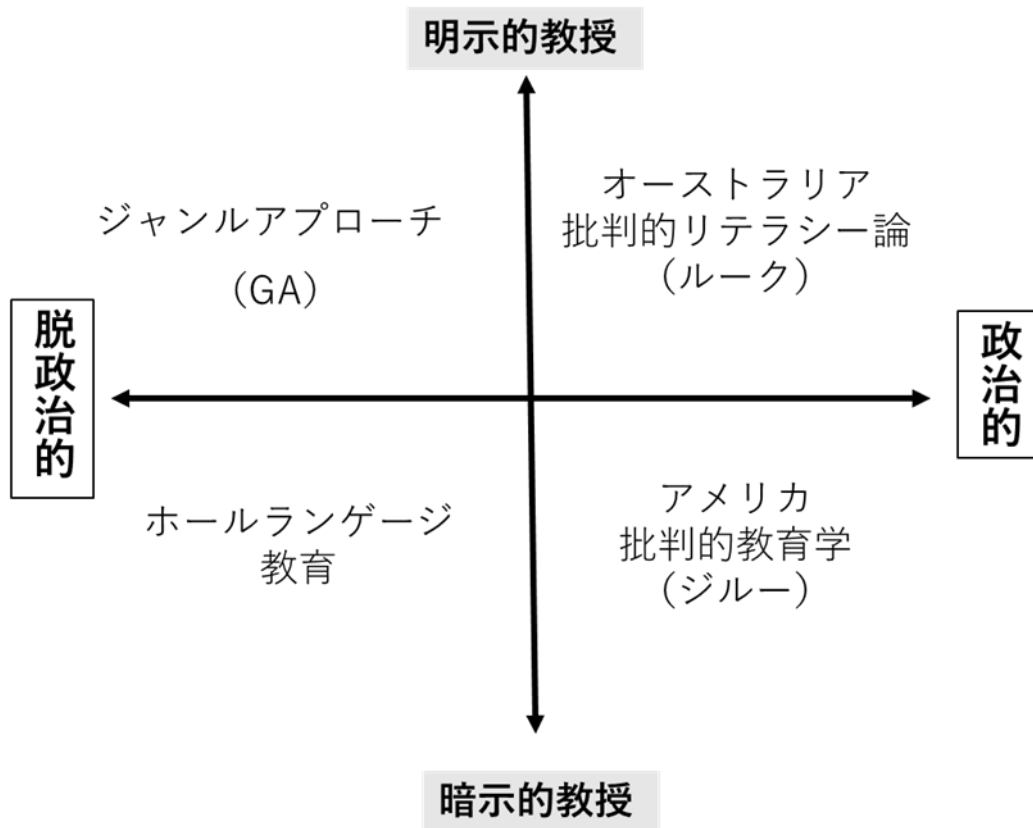 明示的教授
ジャンルアプローチ
(GA)
オーストラリア
批判的リテラシー論
(ルーク)
脱政治的
政治的
ホールランゲージ
教育
アメリカ
批判的教育学
(ジルー)
暗示的教授